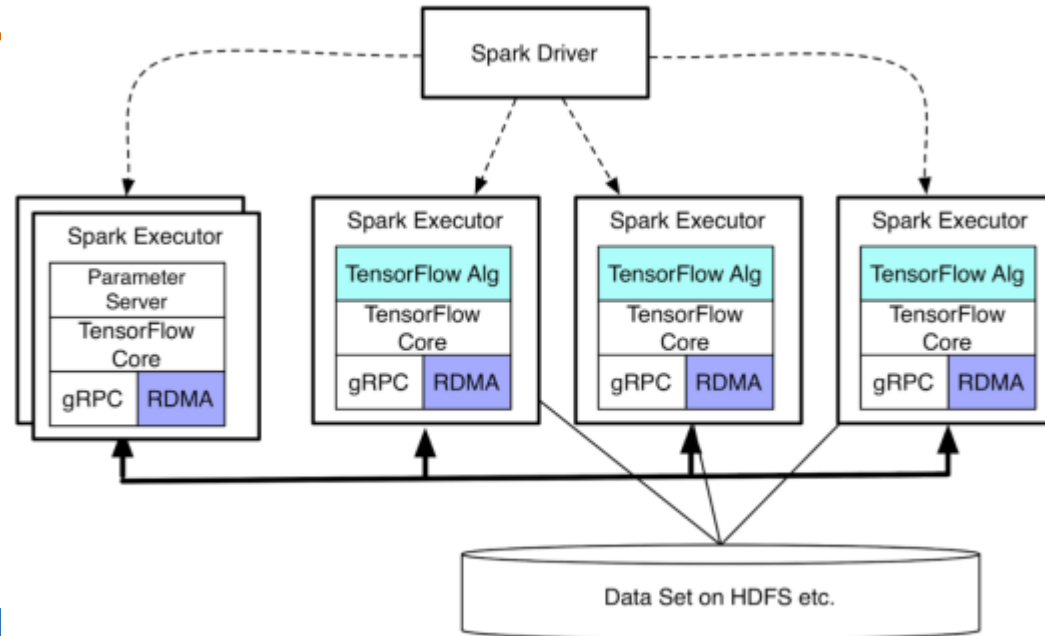 Spark Driver
Spark Executor
Parameter
Server
TensorFlow
Core
gRPC
RDMA
Spark Executor
TensorFlow Alg
TensorFlow
Core
gRPC
RDMA
Spark Executor
TensorFlow Alg
TensorFlow
Core
gRPC
RDMA
Spark Executor
TensorFlow Alg
TensorFlow
Core
gRPC
RDMA
Data Set on HDFS etc.